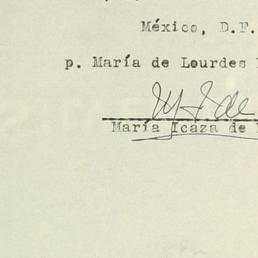 México, D.F.
p. María de Lourdes
María Icaza de